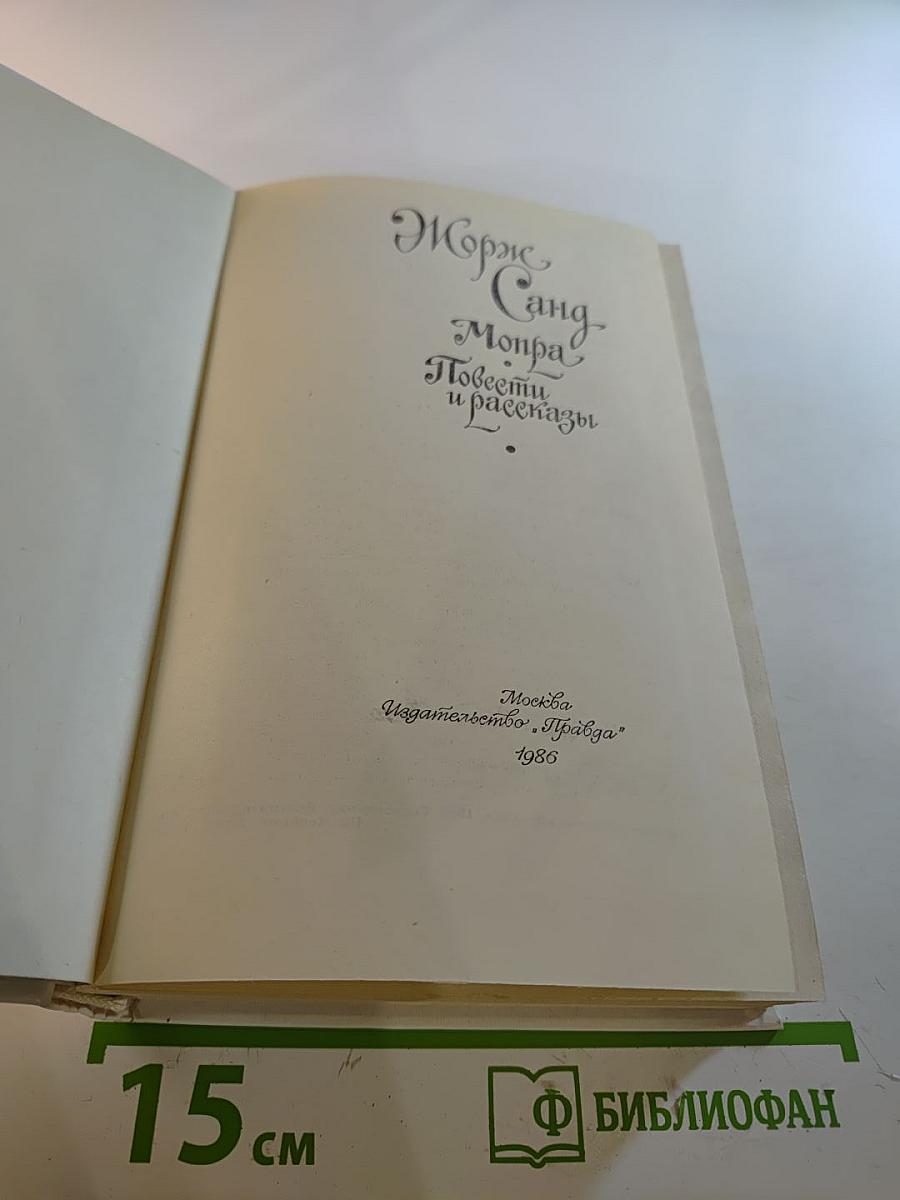 Жорж
Санд
Мопра
Повести
и рассказы
Москва
Издательство „Правда"
1986
15 см
Ф БИБЛИОФАН